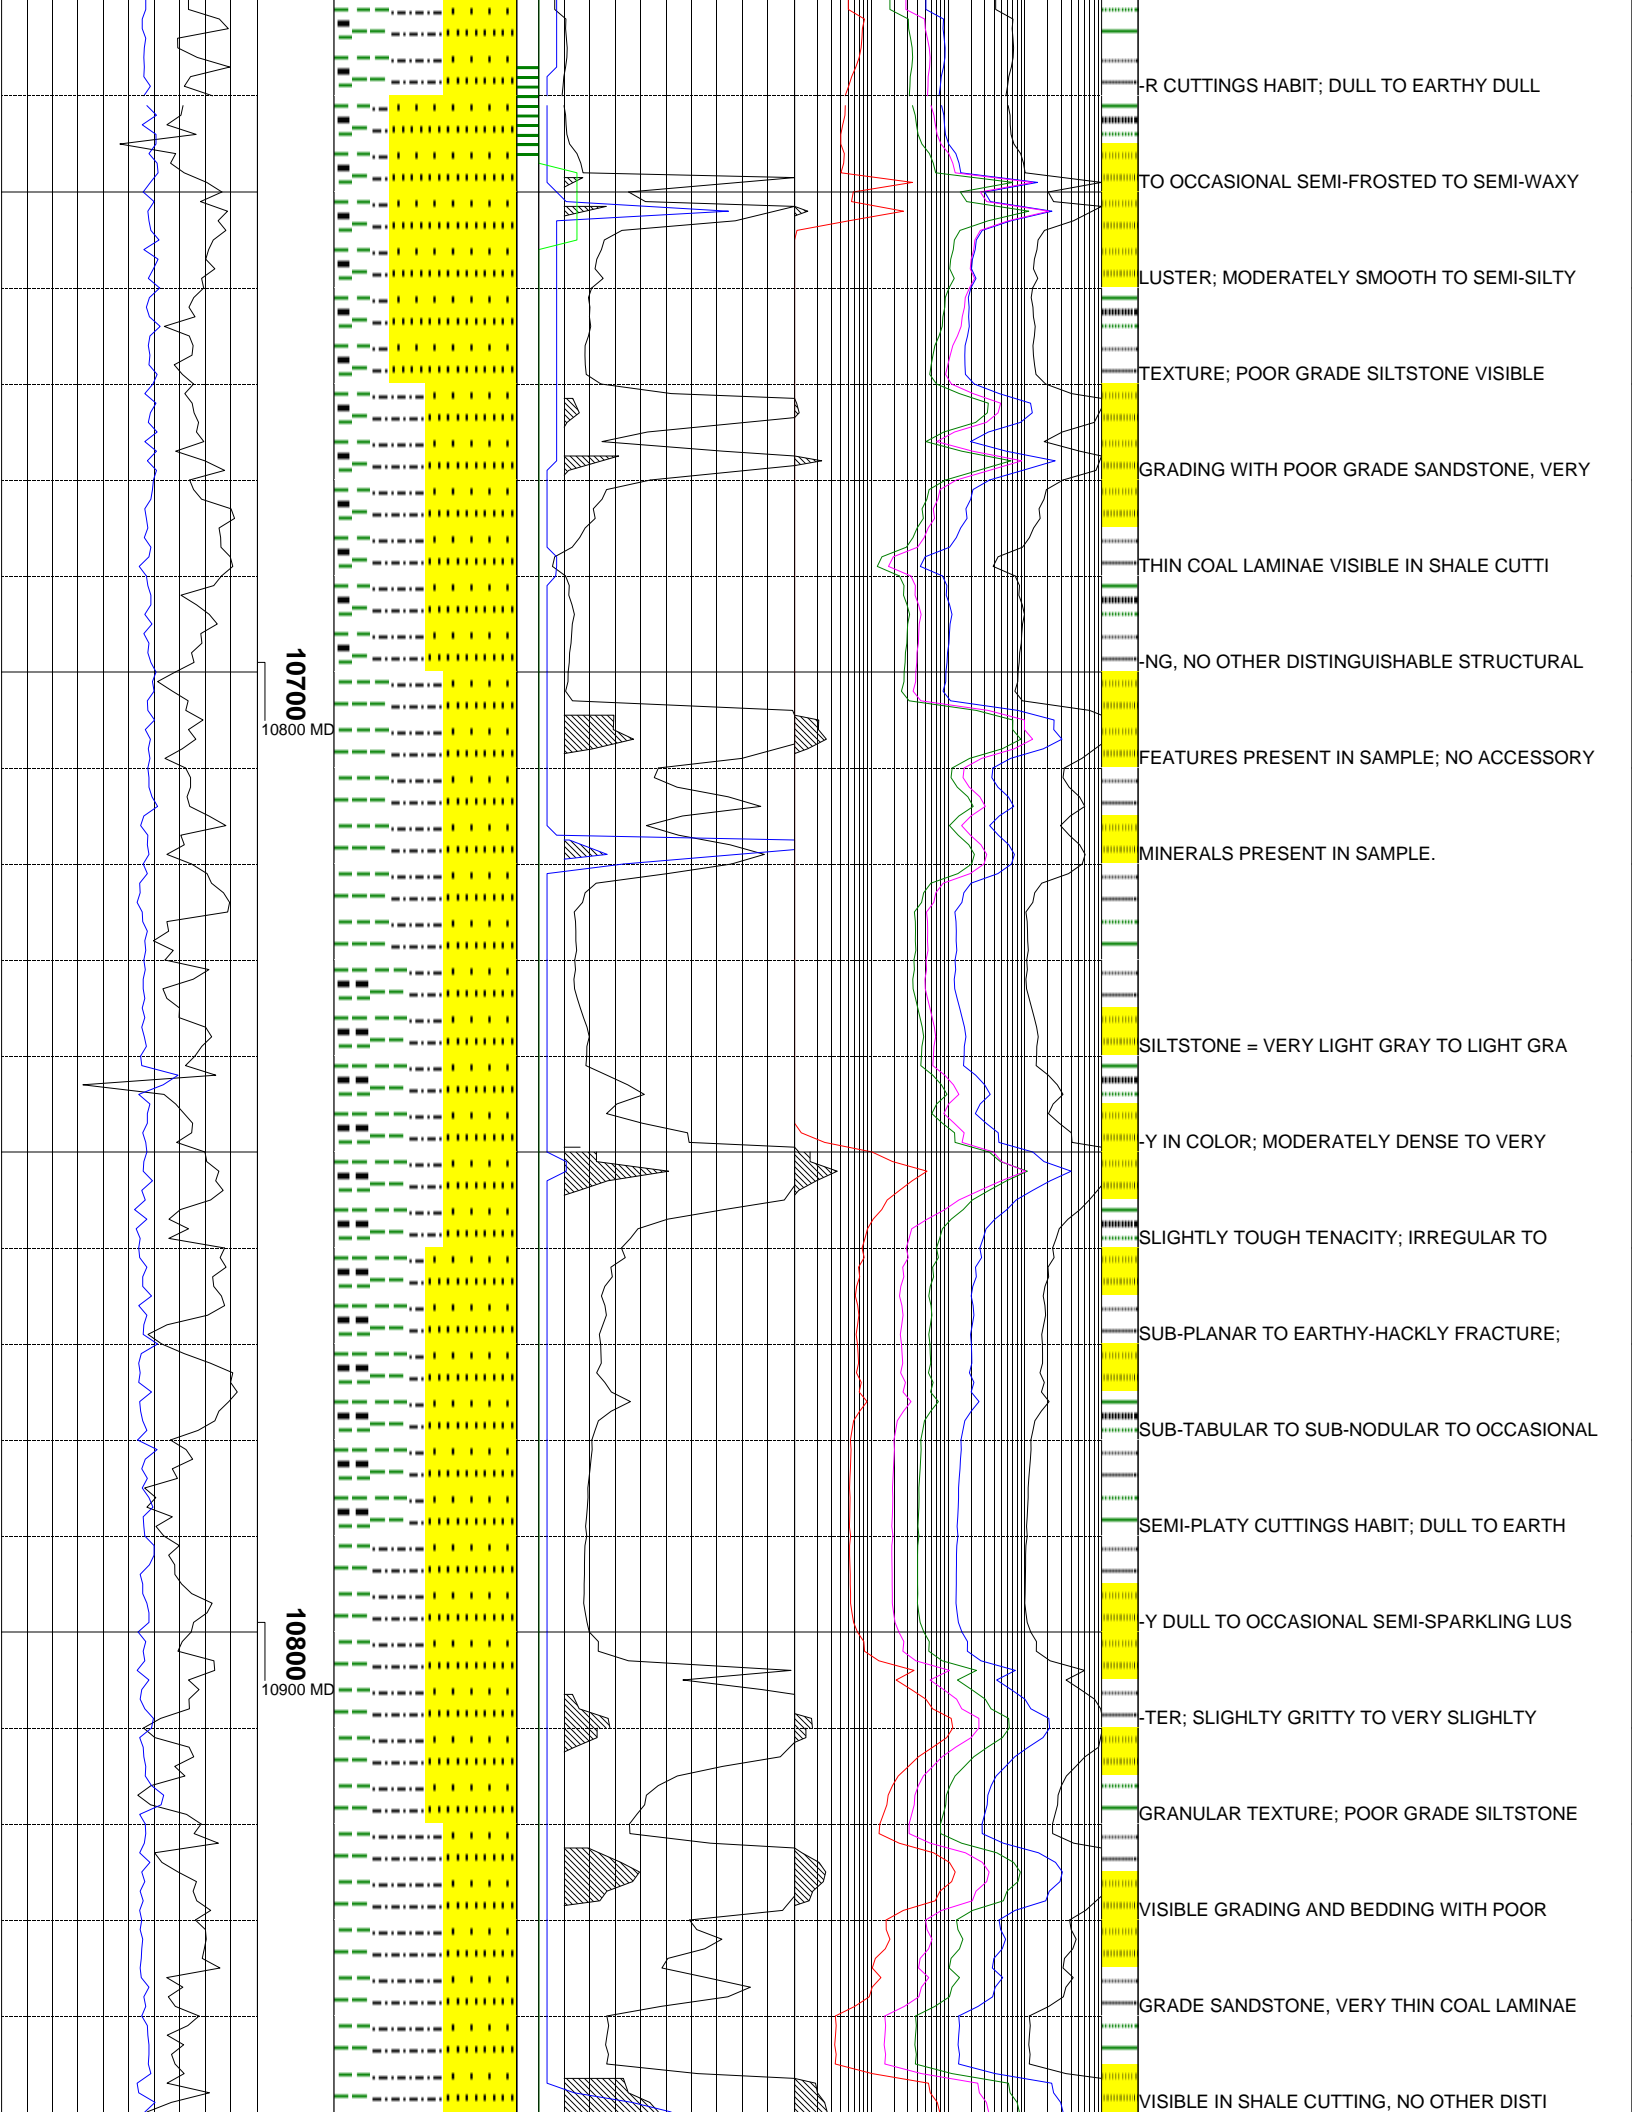 -R CUTTINGS HABIT; DULL TO EARTHY DULL
TO OCCASIONAL SEMI-FROSTED TO SEMI-WAXY
LUSTER; MODERATELY SMOOTH TO SEMI-SILTY
TEXTURE; POOR GRADE SILTSTONE VISIBLE
GRADING WITH POOR GRADE SANDSTONE, VERY
THIN COAL LAMINAE VISIBLE IN SHALE CUTTI
-NG, NO OTHER DISTINGUISHABLE STRUCTURAL
10700
10800 MD
FEATURES PRESENT IN SAMPLE; NO ACCESSORY
MINERALS PRESENT IN SAMPLE.
SILTSTONE = VERY LIGHT GRAY TO LIGHT GRA
-Y IN COLOR; MODERATELY DENSE TO VERY
SLIGHTLY TOUGH TENACITY; IRREGULAR TO
SUB-PLANAR TO EARTHY-HACKLY FRACTURE;
SUB-TABULAR TO SUB-NODULAR TO OCCASIONAL
SEMI-PLATY CUTTINGS HABIT; DULL TO EARTH
-Y DULL TO OCCASIONAL SEMI-SPARKLING LUS
10800
10900 MD
-TER; SLIGHLTY GRITTY TO VERY SLIGHLTY
GRANULAR TEXTURE; POOR GRADE SILTSTONE
VISIBLE GRADING AND BEDDING WITH POOR
GRADE SANDSTONE, VERY THIN COAL LAMINAE
VISIBLE IN SHALE CUTTING, NO OTHER DISTI